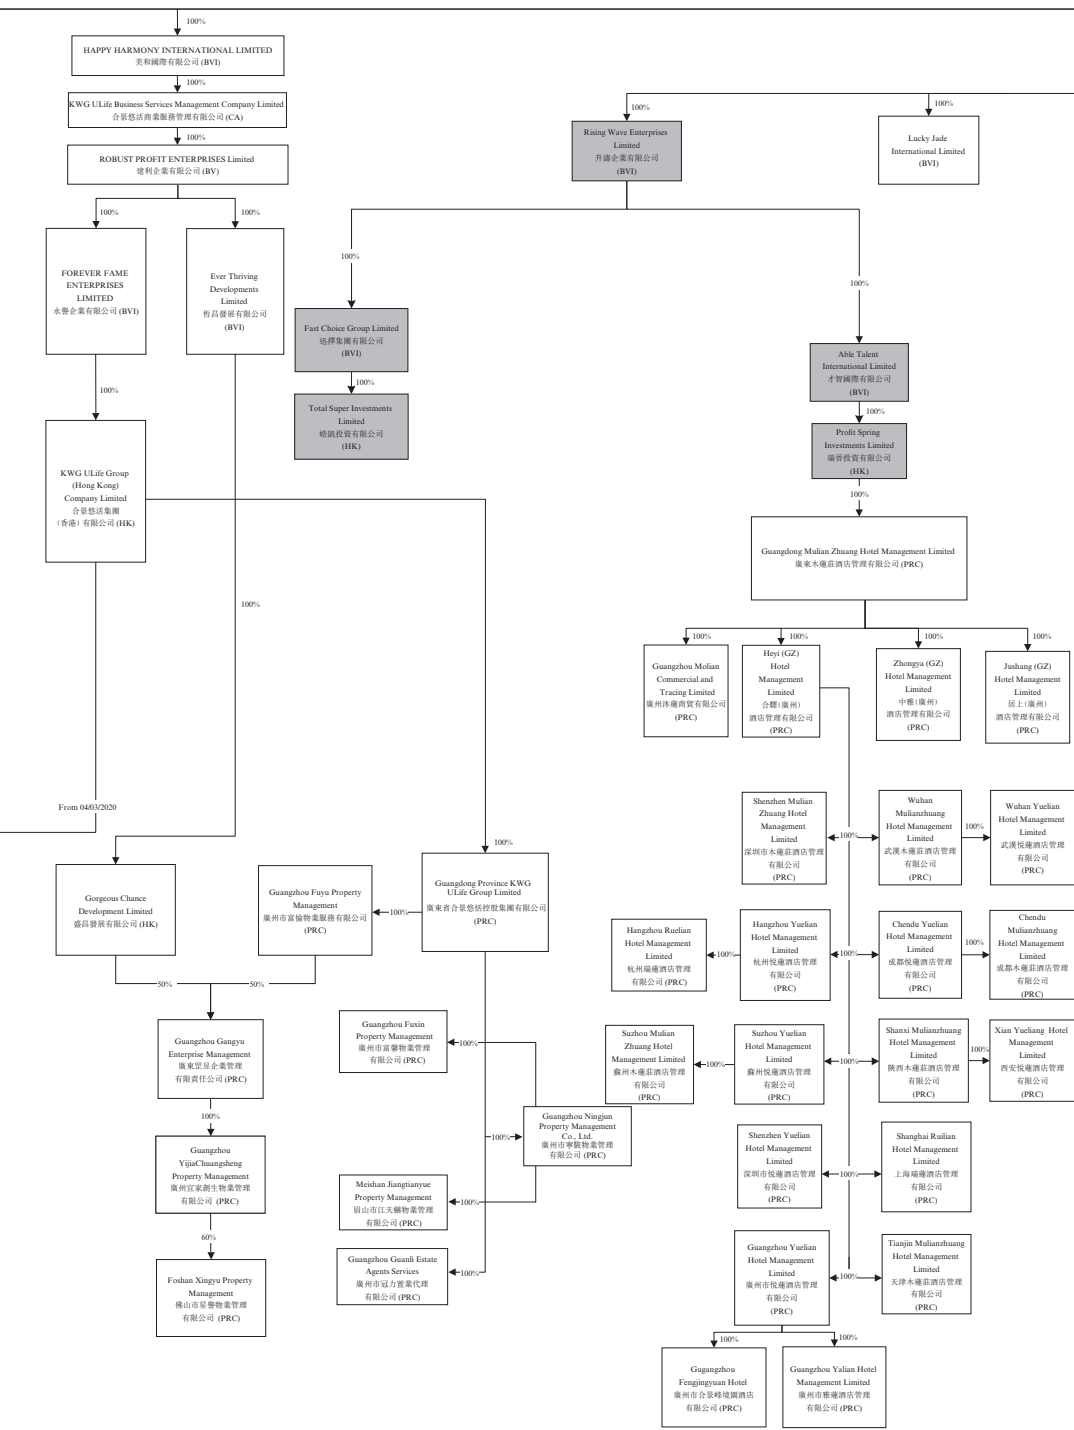 100%
HAPPY HARMONY INTERNATIONAL LIMITED
美和國際有限公司 (BVI)
100%
KWG ULife Business Services Management Company Limited
合景悠活商業服務管理有限公司 (CA)
100%
ROBUST PROFIT ENTERPRISES Limited
建利企業有限公司 (BV)
100%
100%
FOREVER FAME
ENTERPRISES
LIMITED
永譽企業有限公司 (BVI)
Ever Thriving
Developments
Limited
恆昌發展有限公司
(BVI)
100%
KWG ULife Group
(Hong Kong)
Company Limited
合景悠活集團
(香港) 有限公司 (HK)
100%
From 04/03/2020
100%
Rising Wave Enterprises
Limited
升濤企業有限公司
(BVI)
100%
Lucky Jade
International Limited
(BVI)
100%
100%
Fast Choice Group Limited
迅擇集團有限公司
(BVI)
100%
Total Super Investments
Limited
皓凱投資有限公司
(HK)
Able Talent
International Limited
才智國際有限公司
(BVI)
100%
Profit Spring
Investments Limited
瑞晉投資有限公司
(HK)
100%
Guangdong Mulian Zhuang Hotel Management Limited
廣東木蓮莊酒店管理有限公司 (PRC)
100%
100%
100%
100%
Guangzhou Molian
Commercial and
Tracing Limited
廣州沐蓮商貿有限公司
(PRC)
Heyi (GZ)
Hotel
Management
Limited
合驛(廣州)
酒店管理有限公司
(PRC)
Zhongya (GZ)
Hotel Management
Limited
中雅(廣州)
酒店管理有限公司
(PRC)
Jushang (GZ)
Hotel Management
Limited
居上(廣州)
酒店管理有限公司
(PRC)
Shenzhen Mulian
Zhuang Hotel
Management
Limited
深圳市木蓮莊酒店管理
有限公司
(PRC)
100%
Wuhan
Mulianzhuang
Hotel Management
Limited
武漢木蓮莊酒店管理
有限公司
(PRC)
100%
Wuhan Yuelian
Hotel Management
Limited
武漢悅蓮酒店管理
有限公司
(PRC)
100%
Gorgeous Chance
Development Limited
盛昌發展有限公司 (HK)
Guangzhou Fuyu Property
Management
廣州市富愉物業服務有限公司
(PRC)
100%
Guangdong Province KWG
ULife Group Limited
廣東省合景悠活控股集團有限公司
(PRC)
Hangzhou Ruelian
Hotel Management
Limited
杭州瑞蓮酒店管理
有限公司 (PRC)
100%
Hangzhou Yuelian
Hotel Management
Limited
杭州悅蓮酒店管理
有限公司
(PRC)
100%
Chendu Yuelian
Hotel Management
Limited
成都悅蓮酒店管理
有限公司
(PRC)
100%
Chendu
Mulianzhuang
Hotel Management
Limited
成都木蓮莊酒店管理
有限公司
(PRC)
50%
50%
Guangzhou Gangyu
Enterprise Management
廣東罡昱企業管理
有限責任公司 (PRC)
Guangzhou Fuxin
Property Management
廣州市富馨物業管理
有限公司 (PRC)
100%
Suzhou Mulian
Zhuang Hotel
Management Limited
蘇州木蓮莊酒店管理
有限公司
(PRC)
100%
Suzhou Yuelian
Hotel Management
Limited
蘇州悅蓮酒店管理
有限公司
(PRC)
100%
Shanxi Mulianzhuang
Hotel Management
Limited
陝西木蓮莊酒店管理
有限公司
(PRC)
100%
Xian Yueliang Hotel
Management
Limited
西安悅蓮酒店管理
有限公司
(PRC)
100%
Guangzhou
YijiaChuangsheng
Property Management
廣州宜家創生物業管理
有限公司 (PRC)
100%
Guangzhou Ningjun
Property Management
Co., Ltd.
廣州市寧駿物業管理
有限公司 (PRC)
Shenzhen Yuelian
Hotel Management
Limited
深圳市悅蓮酒店管理
有限公司
(PRC)
100%
Shanghai Ruilian
Hotel Management
Limited
上海瑞蓮酒店管理
有限公司
(PRC)
Meishan Jiangtianyue
Property Management
眉山市江天樾物業管理
有限公司 (PRC)
100%
60%
Foshan Xingyu Property
Management
佛山市星譽物業管理
有限公司 (PRC)
Guangzhou Guanli Estate
Agents Services
廣州市冠力置業代理
有限公司 (PRC)
100%
Guangzhou Yuelian
Hotel Management
Limited
廣州市悅蓮酒店管理
有限公司
(PRC)
100%
Tianjin Mulianzhuang
Hotel Management
Limited
天津木蓮莊酒店管理
有限公司
(PRC)
100%
100%
Gugangzhou
Fengjingyuan Hotel
廣州市合景峰境園酒店
有限公司 (PRC)
Guangzhou Yalian Hotel
Management Limited
廣州市雅蓮酒店管理
有限公司 (PRC)